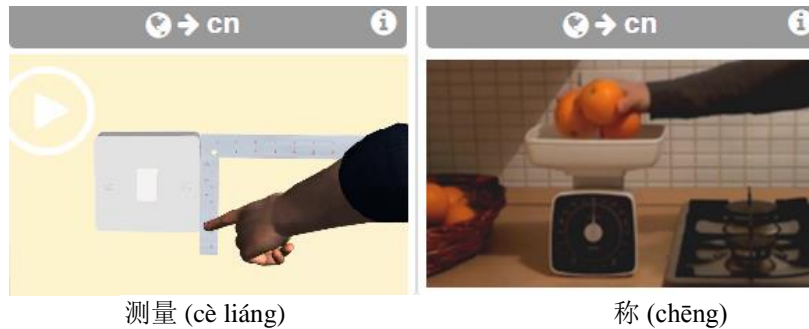 cn
cn
测量 (cè liáng)
称 (chēng)